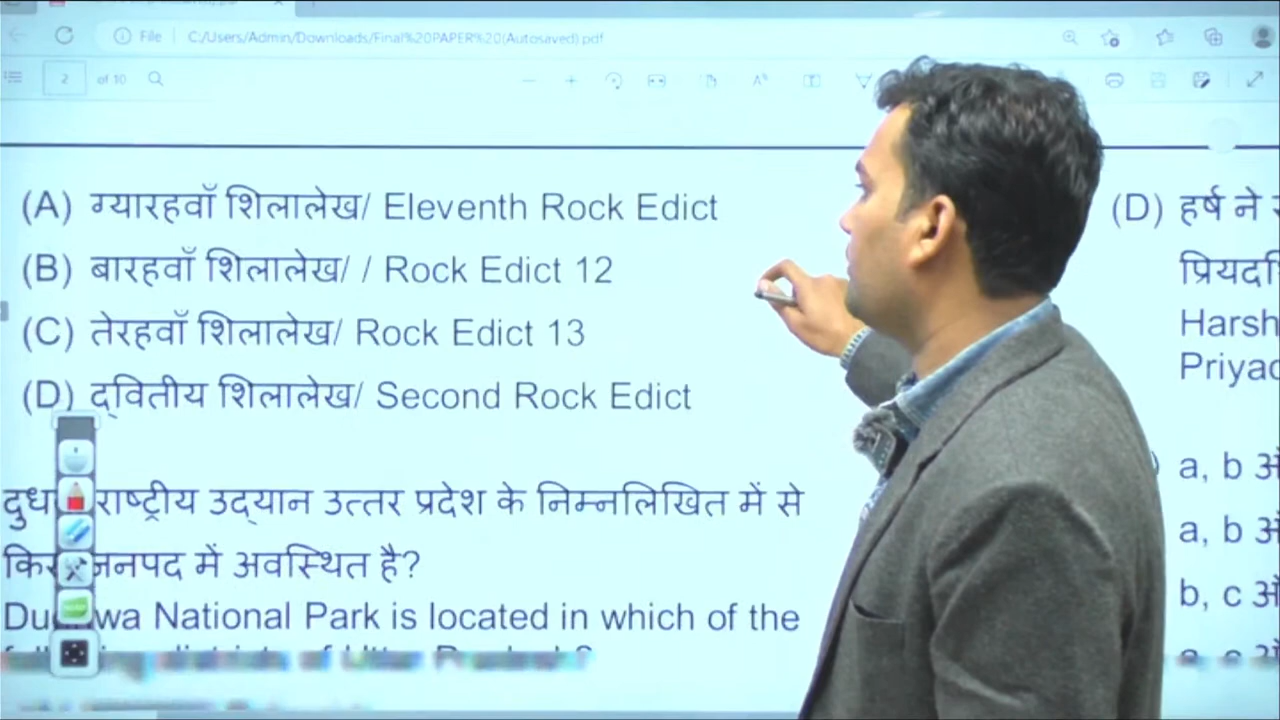 File C:/Users/Admin/Downloads/Final%20PAPER%20(Autosaved).pdf
2 of 10
(A) ग्यारहवाँ शिलालेख/ Eleventh Rock Edict
(B) बारहवाँ शिलालेख/ / Rock Edict 12
(C) तेरहवाँ शिलालेख/ Rock Edict 13
(D) द्वितीय शिलालेख/ Second Rock Edict
राष्ट्रीय उद्यान उत्तर प्रदेश के निम्नलिखित में से
जनपद में अवस्थित है?
National Park is located in which of the
(D) हर्ष ने
Harsh
a, b
a, b
b, c